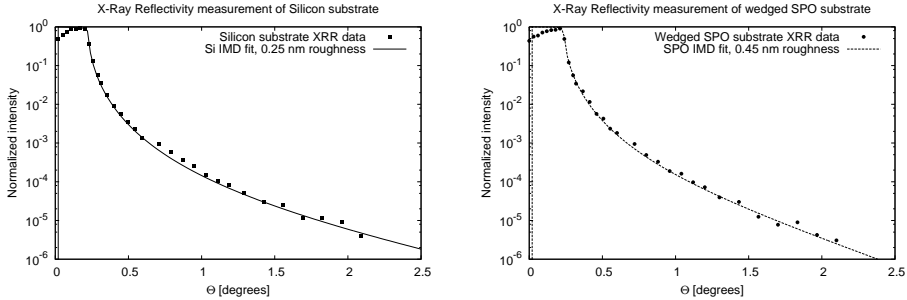 X-Ray Reflectivity measurement of Silicon substrate
Silicon substrate XRR data
Si IMD fit, 0.25 nm roughness
Normalized intensity
10^0
10^-1
10^-2
10^-3
10^-4
10^-5
10^-6
0 0.5 1 1.5 2 2.5
Θ [degrees]
X-Ray Reflectivity measurement of wedged SPO substrate
Wedged SPO substrate XRR data
SPO IMD fit, 0.45 nm roughness
Normalized intensity
10^0
10^-1
10^-2
10^-3
10^-4
10^-5
10^-6
0 0.5 1 1.5 2 2.5
Θ [degrees]